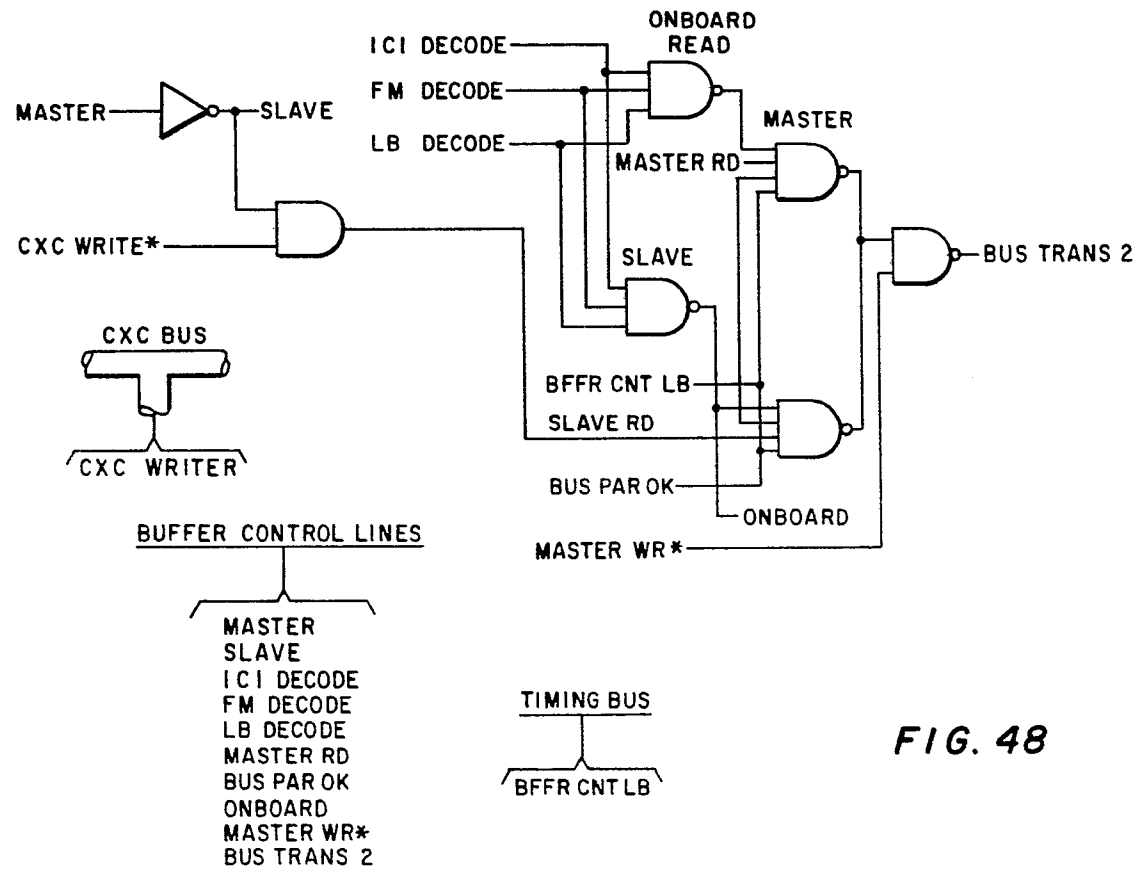 ONBOARD
READ
ICI DECODE
FM DECODE
LB DECODE
MASTER
SLAVE
MASTER
MASTER RD
CXC WRITE*
SLAVE
BUS TRANS 2
CXC BUS
BFFR CNT LB
SLAVE RD
CXC WRITER
BUS PAR OK
ONBOARD
MASTER WR*
BUFFER CONTROL LINES
MASTER
SLAVE
ICI DECODE
FM DECODE
LB DECODE
MASTER RD
BUS PAR OK
ONBOARD
MASTER WR*
BUS TRANS 2
TIMING BUS
BFFR CNT LB
FIG. 48